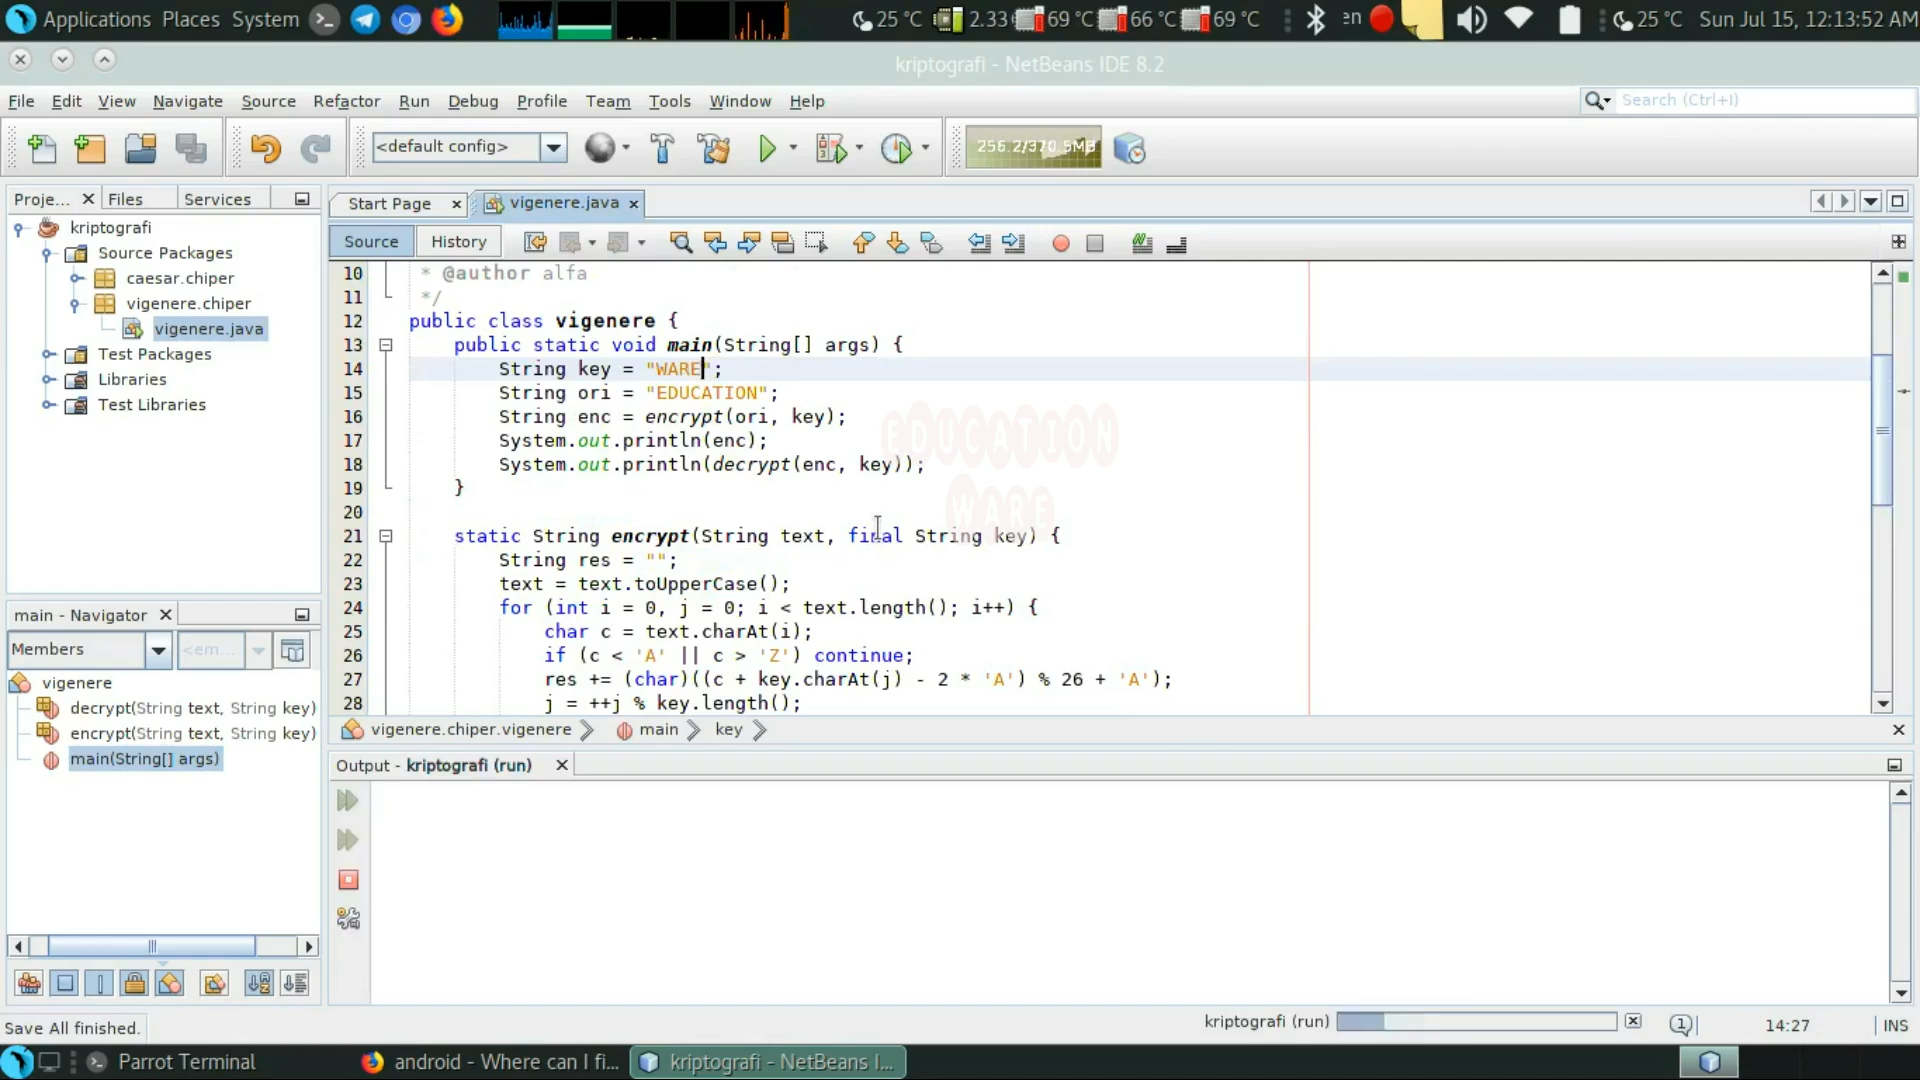 Applications Places System 25 °C 2.33 69 °C 66 °C 69 °C en 25 °C Sun Jul 15, 12:13:52 AM
kriptografi - NetBeans IDE 8.2
File Edit View Navigate Source Refactor Run Debug Profile Team Tools Window Help Search (Ctrl+I)
<default config> 256.2/370.5MB
Proje... Files Services
Start Page vigenere.java
Source History
kriptografi
Source Packages
caesar.chiper
vigenere.chiper
vigenere.java
Test Packages
Libraries
Test Libraries
10 * @author alfa
11 */
12 public class vigenere {
13 public static void main(String[] args) {
14 String key = "WARE";
15 String ori = "EDUCATION";
16 String enc = encrypt(ori, key);
17 System.out.println(enc);
18 System.out.println(decrypt(enc, key));
19 }
20
21 static String encrypt(String text, final String key) {
22 String res = "";
23 text = text.toUpperCase();
24 for (int i = 0, j = 0; i < text.length(); i++) {
25 char c = text.charAt(i);
26 if (c < 'A' || c > 'Z') continue;
27 res += (char)((c + key.charAt(j) - 2 * 'A') % 26 + 'A');
28 j = ++j % key.length();
EDUCATION
WARE
vigenere.chiper.vigenere main key
main - Navigator
Members <em...
vigenere
decrypt(String text, String key)
encrypt(String text, String key)
main(String[] args)
Output - kriptografi (run)
Save All finished. kriptografi (run) 1 14:27 INS
Parrot Terminal android - Where can I fi... kriptografi - NetBeans I...